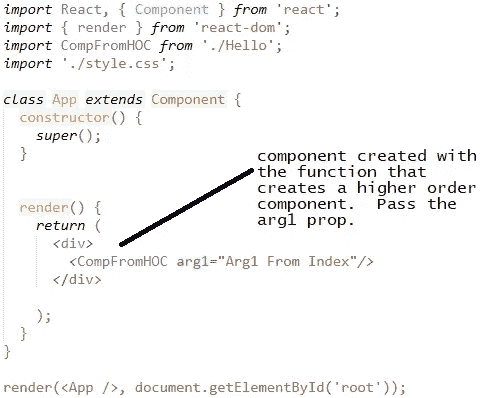 import React, { Component } from 'react';
import { render } from 'react-dom';
import CompFromHOC from './Hello';
import './style.css';
class App extends Component {
constructor() {
super();
}
component created with
the function that
creates a higher order
component.  Pass the
arg1 prop.
render() {
return (
<div>
<CompFromHOC arg1="Arg1 From Index"/>
</div>
);
}
}
render(<App />, document.getElementById('root'));